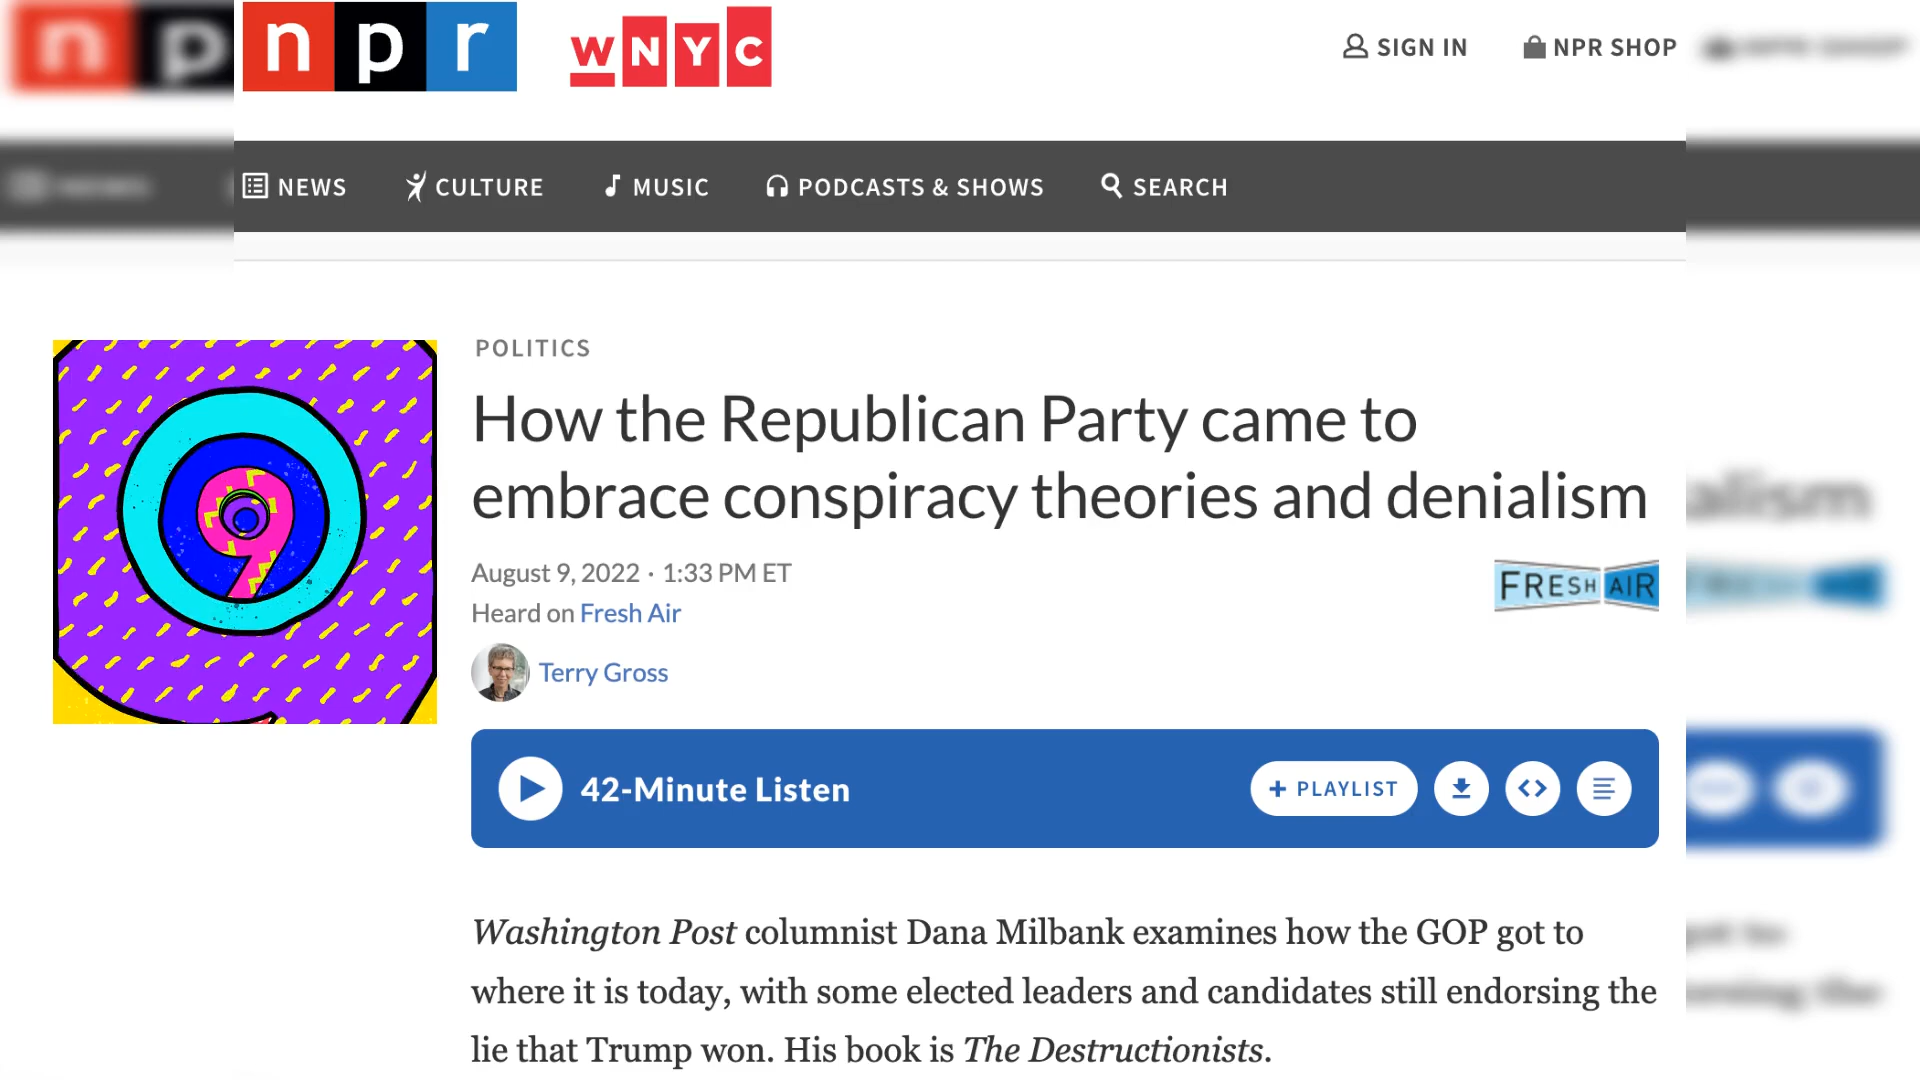 npr
WNYC
SIGN IN
NPR SHOP
NEWS
CULTURE
MUSIC
PODCASTS & SHOWS
SEARCH
9
POLITICS
How the Republican Party came to
embrace conspiracy theories and denialism
August 9, 2022 · 1:33 PM ET
Heard on Fresh Air
FRESH AIR
Terry Gross
42-Minute Listen
+ PLAYLIST
Washington Post columnist Dana Milbank examines how the GOP got to
where it is today, with some elected leaders and candidates still endorsing the
lie that Trump won. His book is The Destructionists.